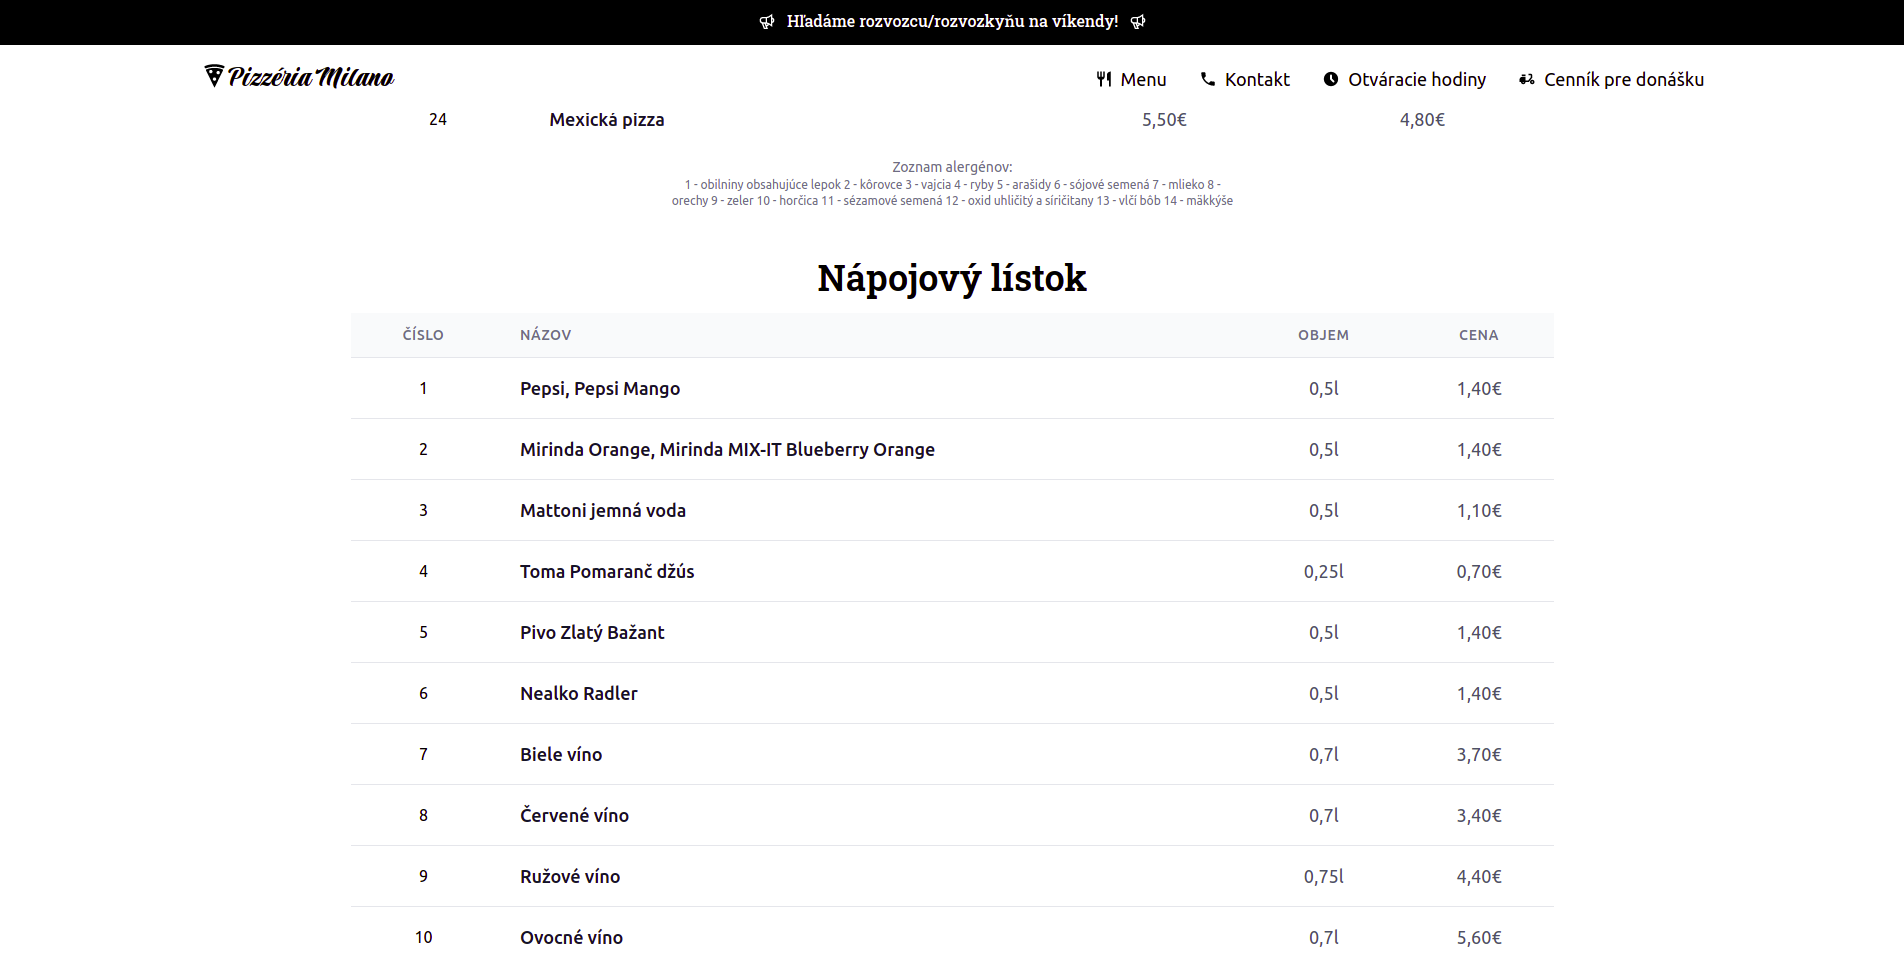 Hľadáme rozvozcu/rozvozkyňu na víkendy!
Pizzéria Milano
Menu Kontakt Otváracie hodiny Cenník pre donášku
24 Mexická pizza 5,50€ 4,80€
Zoznam alergénov:
1 - obilniny obsahujúce lepok 2 - kôrovce 3 - vajcia 4 - ryby 5 - arašidy 6 - sójové semená 7 - mlieko 8 -
orechy 9 - zeler 10 - horčica 11 - sézamové semená 12 - oxid uhličitý a síričitany 13 - vlčí bôb 14 - mäkkýše
Nápojový lístok
ČÍSLO NÁZOV OBJEM CENA
1 Pepsi, Pepsi Mango 0,5l 1,40€
2 Mirinda Orange, Mirinda MIX-IT Blueberry Orange 0,5l 1,40€
3 Mattoni jemná voda 0,5l 1,10€
4 Toma Pomaranč džús 0,25l 0,70€
5 Pivo Zlatý Bažant 0,5l 1,40€
6 Nealko Radler 0,5l 1,40€
7 Biele víno 0,7l 3,70€
8 Červené víno 0,7l 3,40€
9 Ružové víno 0,75l 4,40€
10 Ovocné víno 0,7l 5,60€